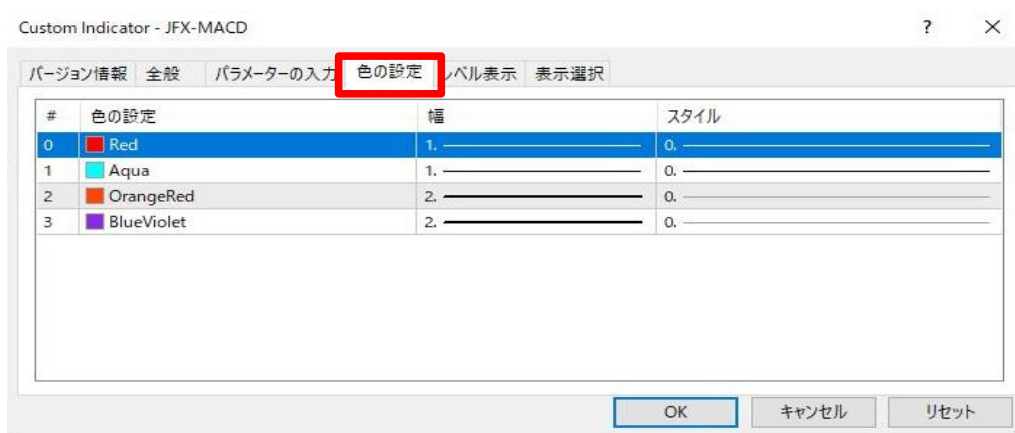 Custom Indicator - JFX-MACD ? ×
バージョン情報 全般 パラメーターの入力 色の設定 レベル表示 表示選択
# 色の設定 幅 スタイル
0 Red 1. 0.
1 Aqua 1. 0.
2 OrangeRed 2. 0.
3 BlueViolet 2. 0.
OK キャンセル リセット